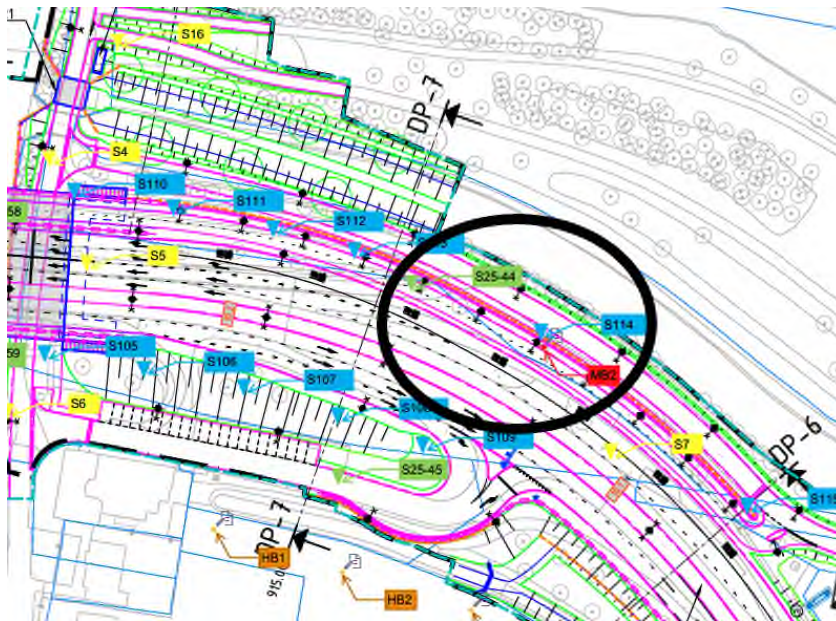 S16
DP-7
S4
S110
S111
58
S112
S5
S25-44
S114
S105
MB2
59
S106
S107
S6
S109
S7
DP-6
S25-45
S115
DP-7
HB1
915.0
HB2